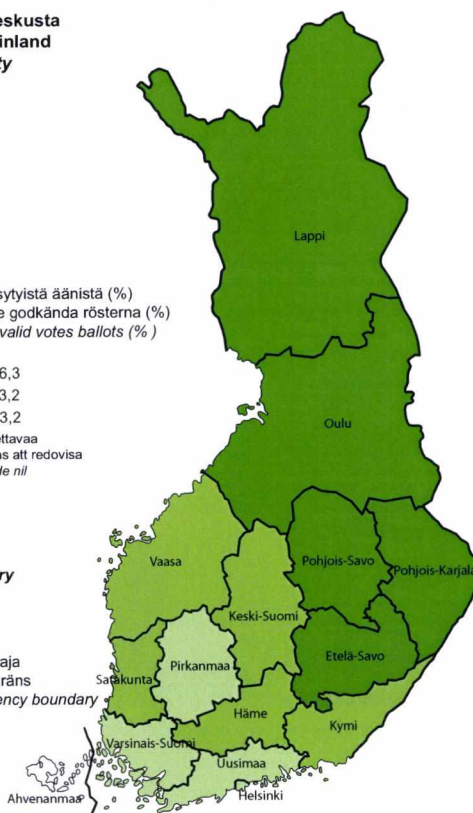 eskusta
inland
ty
sytyistä äänistä (%)
e godkända rösterna (%)
valid votes ballots (% )
6,3
3,2
3,2
ettavaa
as att redovisa
de nil
ry
aja
räns
ency boundary
Lappi
Oulu
Vaasa
Pohjois-Savo
Pohjois-Karjala
Keski-Suomi
Etelä-Savo
Pirkanmaa
Satakunta
Häme
Kymi
Varsinais-Suomi
Uusimaa
Helsinki
Ahvenanmaa